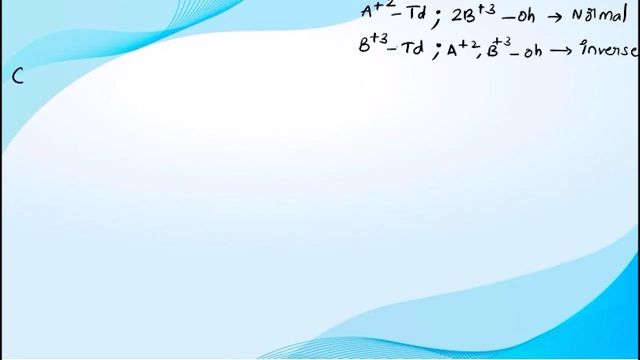 A+2 - Td ; 2B+3 - Oh → Normal
B+3 - Td ; A+2, B+3 - Oh → Inverse
C